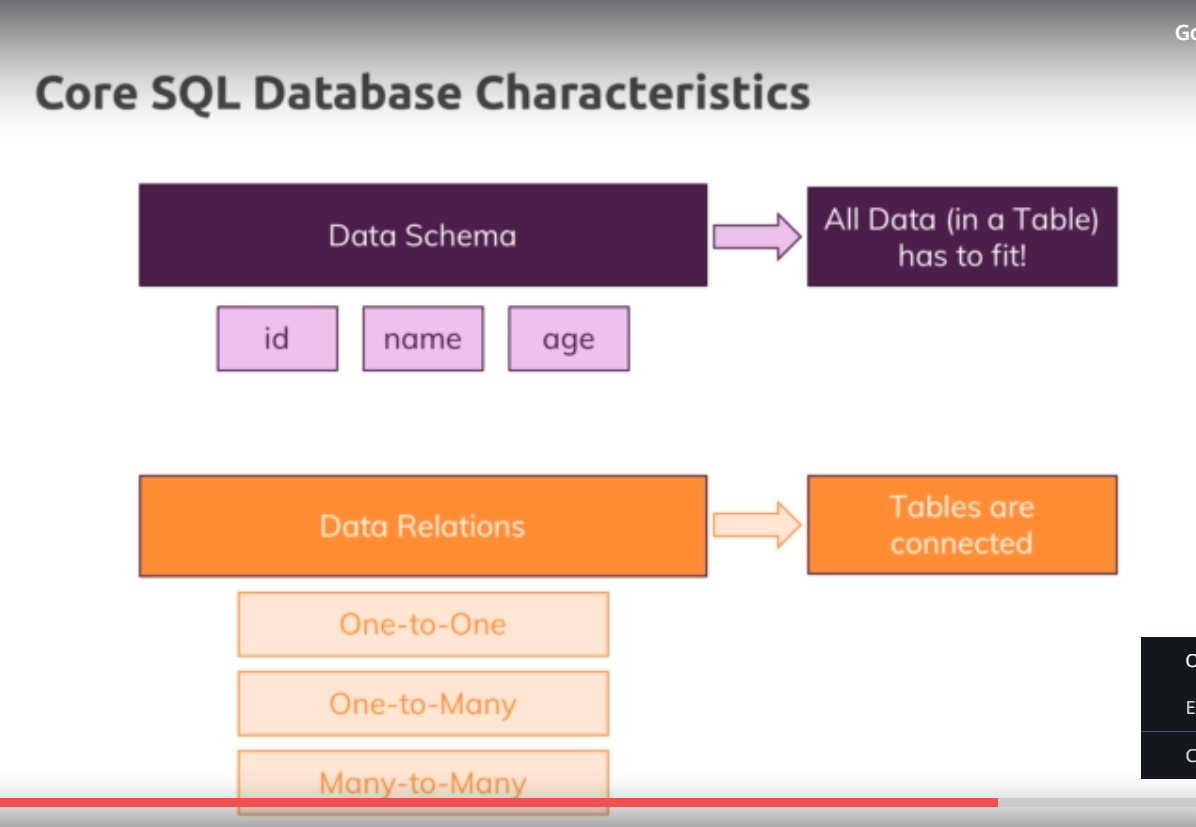 Core SQL Database Characteristics
Data Schema
All Data (in a Table)
has to fit!
id
name
age
Data Relations
Tables are
connected
One-to-One
One-to-Many
Many-to-Many